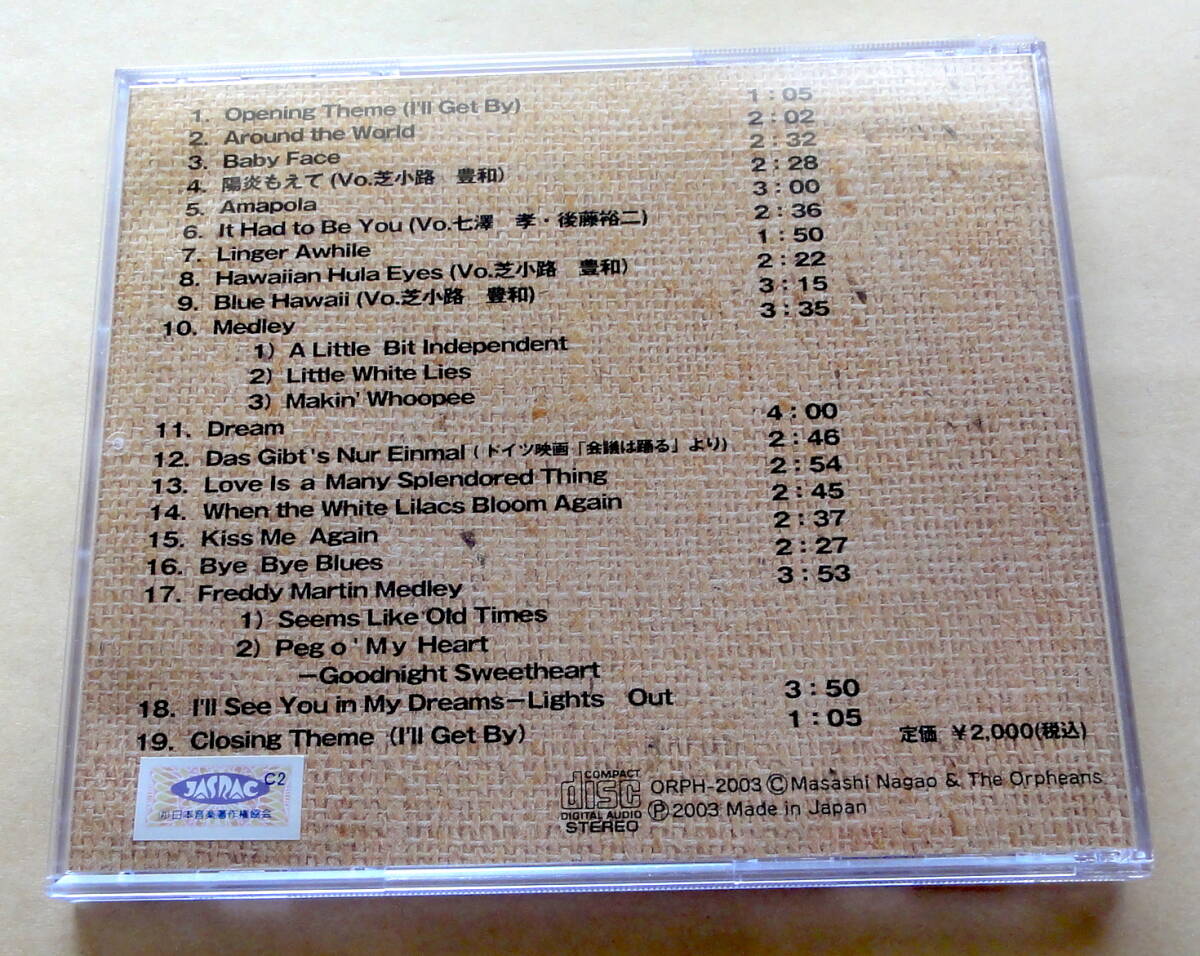 1. Opening Theme (I'll Get By) 1:05
2. Around the World 2:02
3. Baby Face 2:32
4. 陽炎もえて (Vo.芝小路　豊和) 2:28
5. Amapola 3:00
6. It Had to Be You (Vo.七澤　孝・後藤裕二) 2:36
7. Linger Awhile 1:50
8. Hawaiian Hula Eyes (Vo.芝小路　豊和) 2:22
9. Blue Hawaii (Vo.芝小路　豊和) 3:15
10. Medley 3:35
1) A Little Bit Independent
2) Little White Lies
3) Makin' Whoopee
11. Dream 4:00
12. Das Gibt's Nur Einmal (ドイツ映画「会議は踊る」より) 2:46
13. Love Is a Many Splendored Thing 2:54
14. When the White Lilacs Bloom Again 2:45
15. Kiss Me Again 2:37
16. Bye Bye Blues 2:27
17. Freddy Martin Medley 3:53
1) Seems Like Old Times
2) Peg o' My Heart
—Goodnight Sweetheart
18. I'll See You in My Dreams—Lights Out 3:50
19. Closing Theme (I'll Get By) 1:05
定価 ¥2,000(税込)
C2
JASRAC
(社)日本音楽著作権協会
COMPACT
disc
DIGITAL AUDIO
STEREO
ORPH-2003 ©Masashi Nagao & The Orpheans
℗2003 Made in Japan